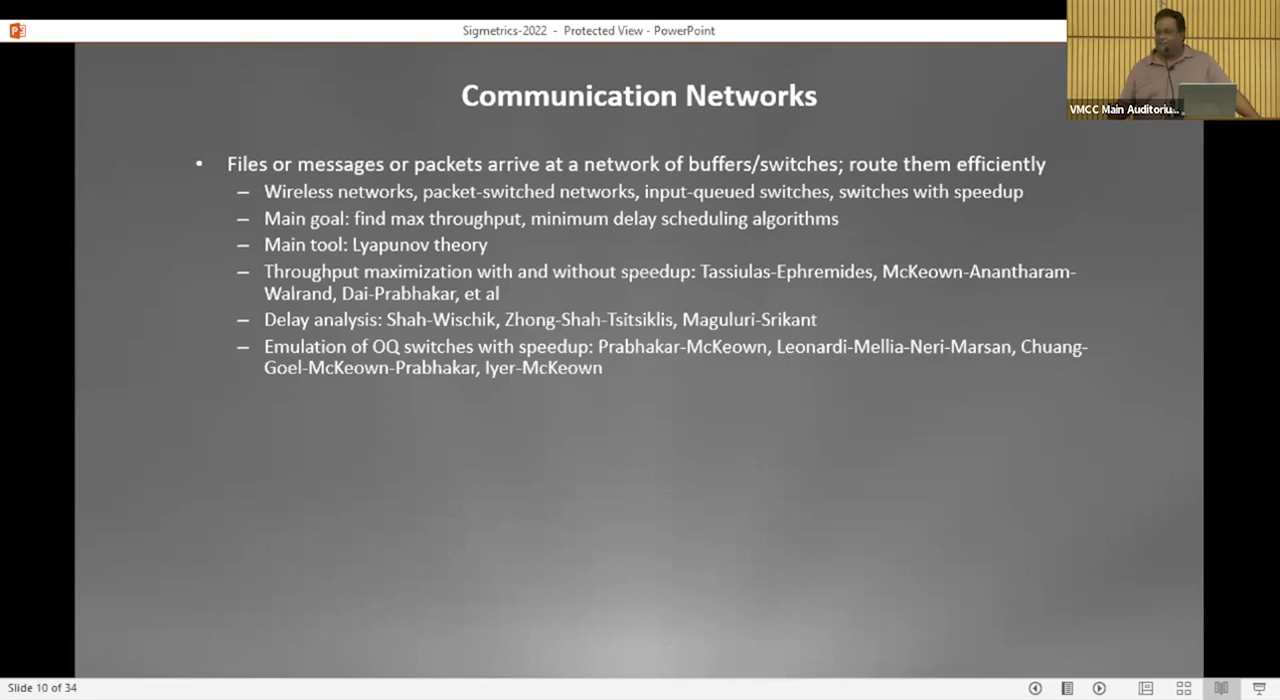 Sigmetrics-2022 - Protected View - PowerPoint
VMCC Main Auditoriu...
Communication Networks
• Files or messages or packets arrive at a network of buffers/switches; route them efficiently
– Wireless networks, packet-switched networks, input-queued switches, switches with speedup
– Main goal: find max throughput, minimum delay scheduling algorithms
– Main tool: Lyapunov theory
– Throughput maximization with and without speedup: Tassiulas-Ephremides, McKeown-Anantharam-
Walrand, Dai-Prabhakar, et al
– Delay analysis: Shah-Wischik, Zhong-Shah-Tsitsiklis, Maguluri-Srikant
– Emulation of OQ switches with speedup: Prabhakar-McKeown, Leonardi-Mellia-Neri-Marsan, Chuang-
Goel-McKeown-Prabhakar, Iyer-McKeown
Slide 10 of 34